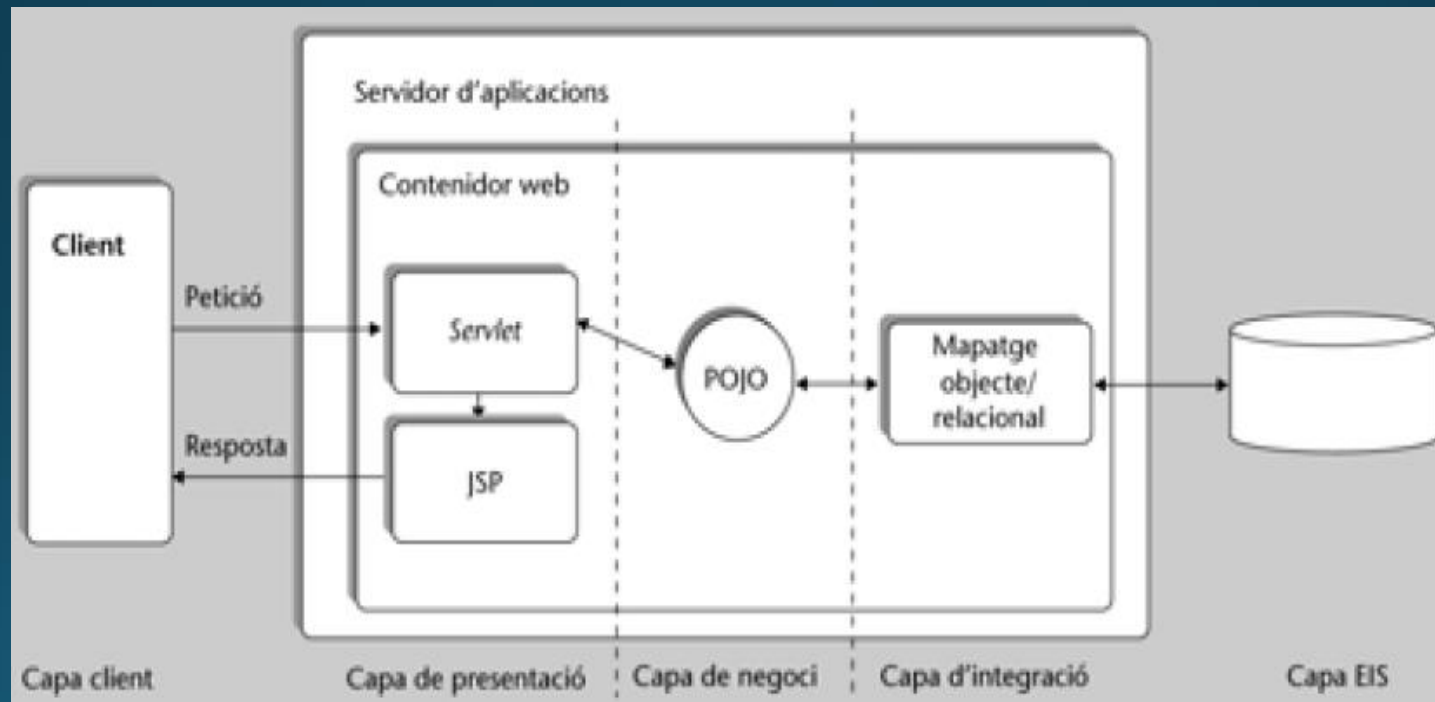 Servidor d'aplicacions
Contenidor web
Client
Petició
Servlet
POJO
Mapatge
objecte/
relacional
Resposta
JSP
Capa client
Capa de presentació
Capa de negoci
Capa d'integració
Capa EIS